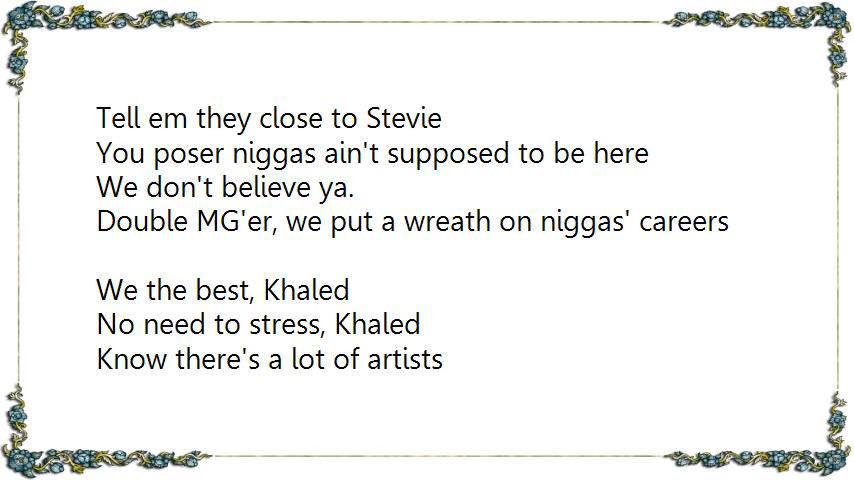 Tell em they close to Stevie
You poser niggas ain't supposed to be here
We don't believe ya.
Double MG'er, we put a wreath on niggas' careers
We the best, Khaled
No need to stress, Khaled
Know there's a lot of artists